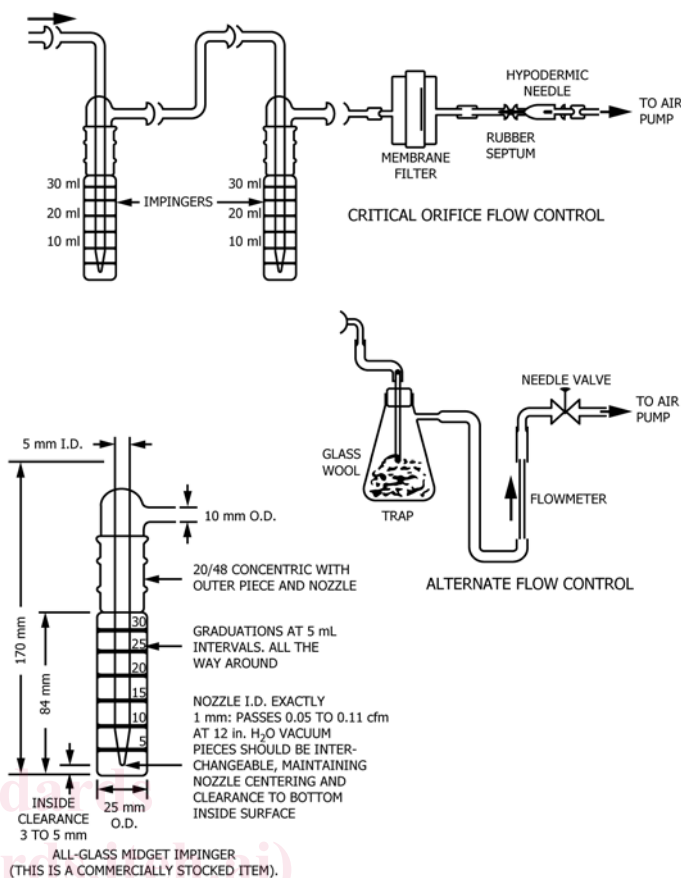 HYPODERMIC
NEEDLE
TO AIR
PUMP
RUBBER
SEPTUM
MEMBRANE
FILTER
30 ml
20 ml
10 ml
IMPINGERS
30 ml
20 ml
10 ml
CRITICAL ORIFICE FLOW CONTROL
NEEDLE VALVE
TO AIR
PUMP
GLASS
WOOL
TRAP
FLOWMETER
ALTERNATE FLOW CONTROL
5 mm I.D.
10 mm O.D.
20/48 CONCENTRIC WITH
OUTER PIECE AND NOZZLE
170 mm
84 mm
30
25
20
15
10
5
GRADUATIONS AT 5 mL
INTERVALS. ALL THE
WAY AROUND
NOZZLE I.D. EXACTLY
1 mm: PASSES 0.05 TO 0.11 cfm
AT 12 in. H₂O VACUUM
PIECES SHOULD BE INTER-
CHANGEABLE, MAINTAINING
NOZZLE CENTERING AND
CLEARANCE TO BOTTOM
INSIDE SURFACE
INSIDE
CLEARANCE
3 TO 5 mm
25 mm
O.D.
ALL-GLASS MIDGET IMPINGER
(THIS IS A COMMERCIALLY STOCKED ITEM).